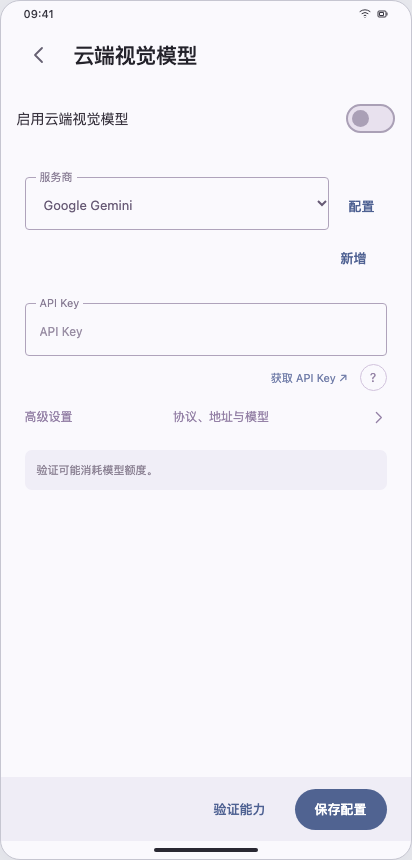 09:41
云端视觉模型
启用云端视觉模型
服务商
Google Gemini
配置
新增
API Key
API Key
获取 API Key ↗ ?
高级设置 协议、地址与模型
验证可能消耗模型额度。
验证能力 保存配置